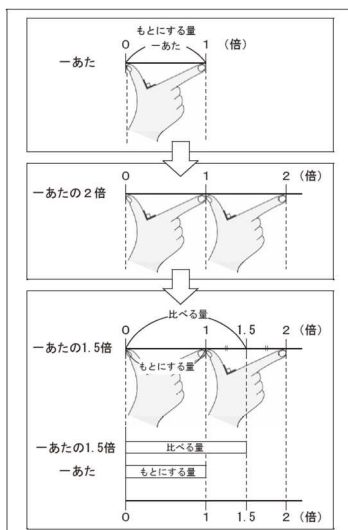 もとにする量
0 一あた 1 (倍)
一あた
0 1 2 (倍)
一あたの2倍
比べる量
0 1 1.5 2 (倍)
一あたの1.5倍
もとにする量
一あたの1.5倍 比べる量
一あた もとにする量
0 1 1.5 2 (倍)